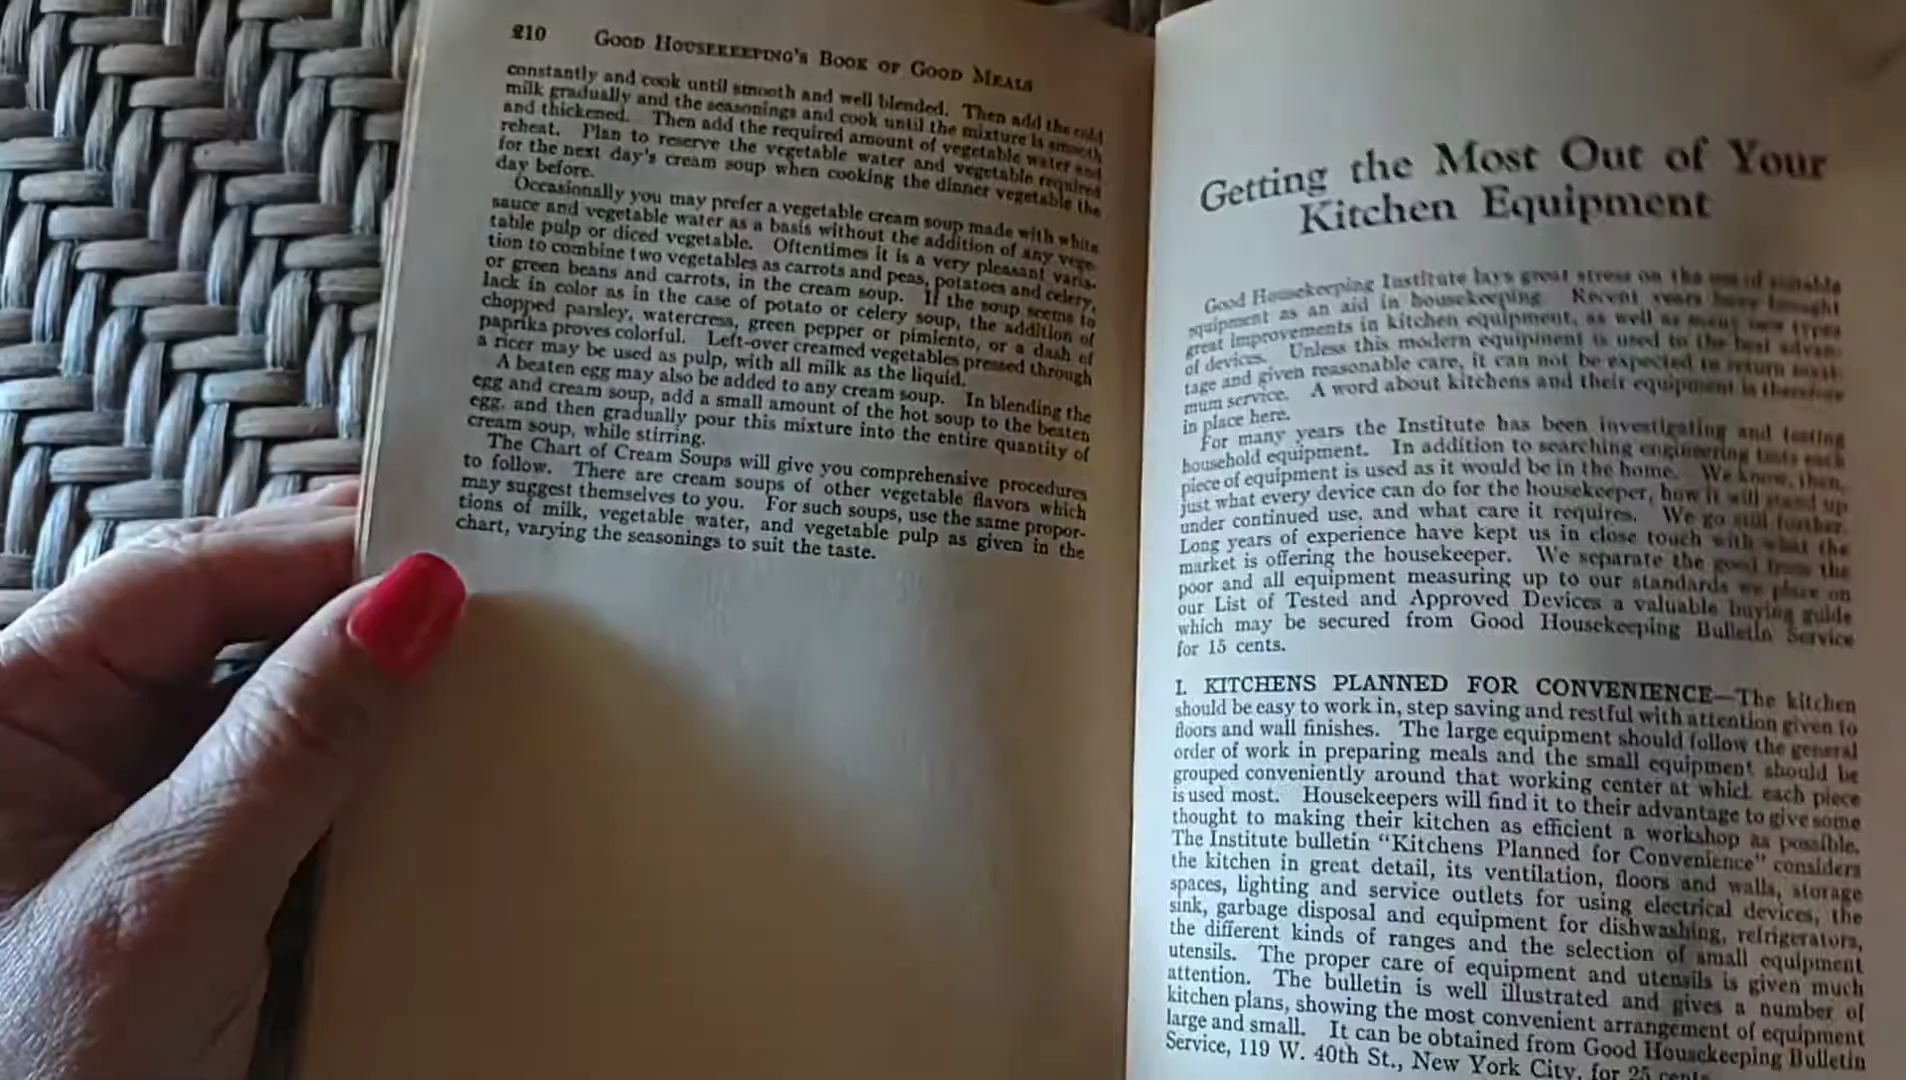 210 GOOD HOUSEKEEPING'S BOOK OF GOOD MEALS
constantly and cook until smooth and well blended. Then add the cold
milk gradually and the seasonings and cook until the mixture is smooth
and thickened. Then add the required amount of vegetable water and
reheat. Plan to reserve the vegetable water and vegetable required
for the next day's cream soup when cooking the dinner vegetable the
day before.
Occasionally you may prefer a vegetable cream soup made with white
sauce and vegetable water as a basis without the addition of any vege-
table pulp or diced vegetable. Oftentimes it is a very pleasant varia-
tion to combine two vegetables as carrots and peas, potatoes and celery,
or green beans and carrots, in the cream soup. If the soup seems to
lack in color as in the case of potato or celery soup, the addition of
chopped parsley, watercress, green pepper or pimiento, or a dash of
paprika proves colorful. Left-over creamed vegetables pressed through
a ricer may be used as pulp, with all milk as the liquid.
A beaten egg may also be added to any cream soup. In blending the
egg and cream soup, add a small amount of the hot soup to the beaten
egg, and then gradually pour this mixture into the entire quantity of
cream soup, while stirring.
The Chart of Cream Soups will give you comprehensive procedures
to follow. There are cream soups of other vegetable flavors which
may suggest themselves to you. For such soups, use the same propor-
tions of milk, vegetable water, and vegetable pulp as given in the
chart, varying the seasonings to suit the taste.
Getting the Most Out of Your
Kitchen Equipment
Good Housekeeping Institute lays great stress on the use of suitable
equipment as an aid in housekeeping. Recent years have brought
great improvements in kitchen equipment, as well as many new types
of devices. Unless this modern equipment is used to the best advan-
tage and given reasonable care, it can not be expected to return maxi-
mum service. A word about kitchens and their equipment is therefore
in place here.
For many years the Institute has been investigating and testing
household equipment. In addition to searching engineering tests each
piece of equipment is used as it would be in the home. We know, then,
just what every device can do for the housekeeper, how it will stand up
under continued use, and what care it requires. We go still further.
Long years of experience have kept us in close touch with what the
market is offering the housekeeper. We separate the good from the
poor and all equipment measuring up to our standards we place on
our List of Tested and Approved Devices a valuable buying guide
which may be secured from Good Housekeeping Bulletin Service
for 15 cents.
I. KITCHENS PLANNED FOR CONVENIENCE—The kitchen
should be easy to work in, step saving and restful with attention given to
floors and wall finishes. The large equipment should follow the general
order of work in preparing meals and the small equipment should be
grouped conveniently around that working center at which each piece
is used most. Housekeepers will find it to their advantage to give some
thought to making their kitchen as efficient a workshop as possible.
The Institute bulletin "Kitchens Planned for Convenience" considers
the kitchen in great detail, its ventilation, floors and walls, storage
spaces, lighting and service outlets for using electrical devices, the
sink, garbage disposal and equipment for dishwashing, refrigerators,
the different kinds of ranges and the selection of small equipment
utensils. The proper care of equipment and utensils is given much
attention. The bulletin is well illustrated and gives a number of
kitchen plans, showing the most convenient arrangement of equipment
large and small. It can be obtained from Good Housekeeping Bulletin
Service, 119 W. 40th St., New York City, for 25 cents